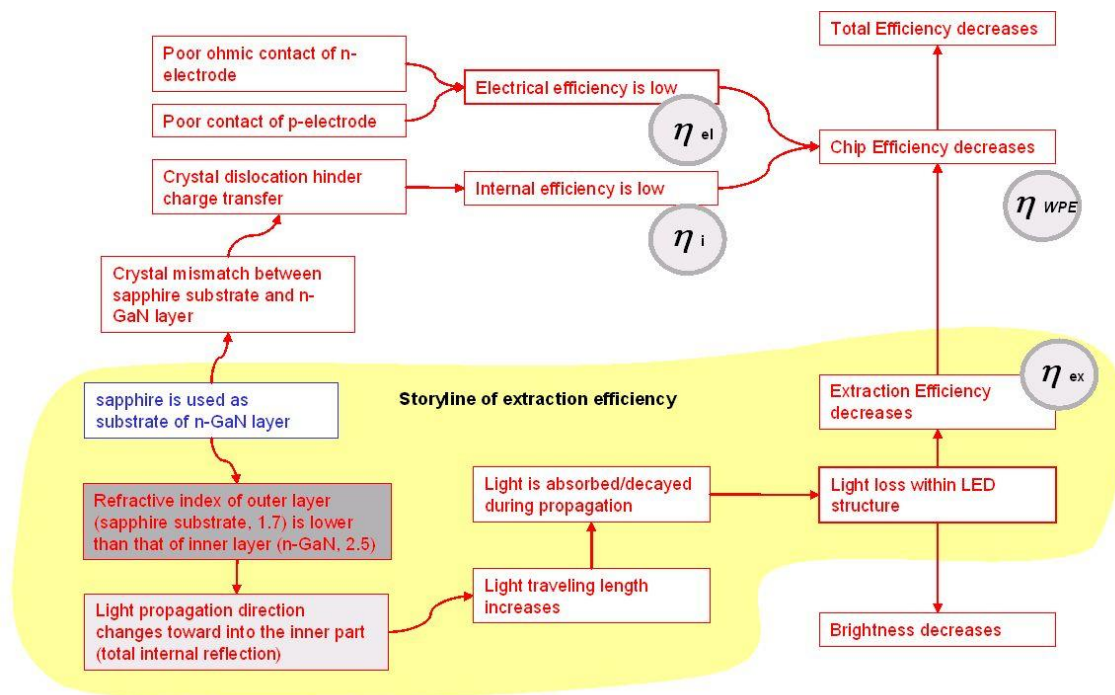 Total Efficiency decreases
Poor ohmic contact of n-
electrode
Electrical efficiency is low
η el
Poor contact of p-electrode
Chip Efficiency decreases
η WPE
Crystal dislocation hinder
charge transfer
Internal efficiency is low
η i
Crystal mismatch between
sapphire substrate and n-
GaN layer
sapphire is used as
substrate of n-GaN layer
Storyline of extraction efficiency
Extraction Efficiency
decreases
η ex
Refractive index of outer layer
(sapphire substrate, 1.7) is lower
than that of inner layer (n-GaN, 2.5)
Light is absorbed/decayed
during propagation
Light loss within LED
structure
Light propagation direction
changes toward into the inner part
(total internal reflection)
Light traveling length
increases
Brightness decreases